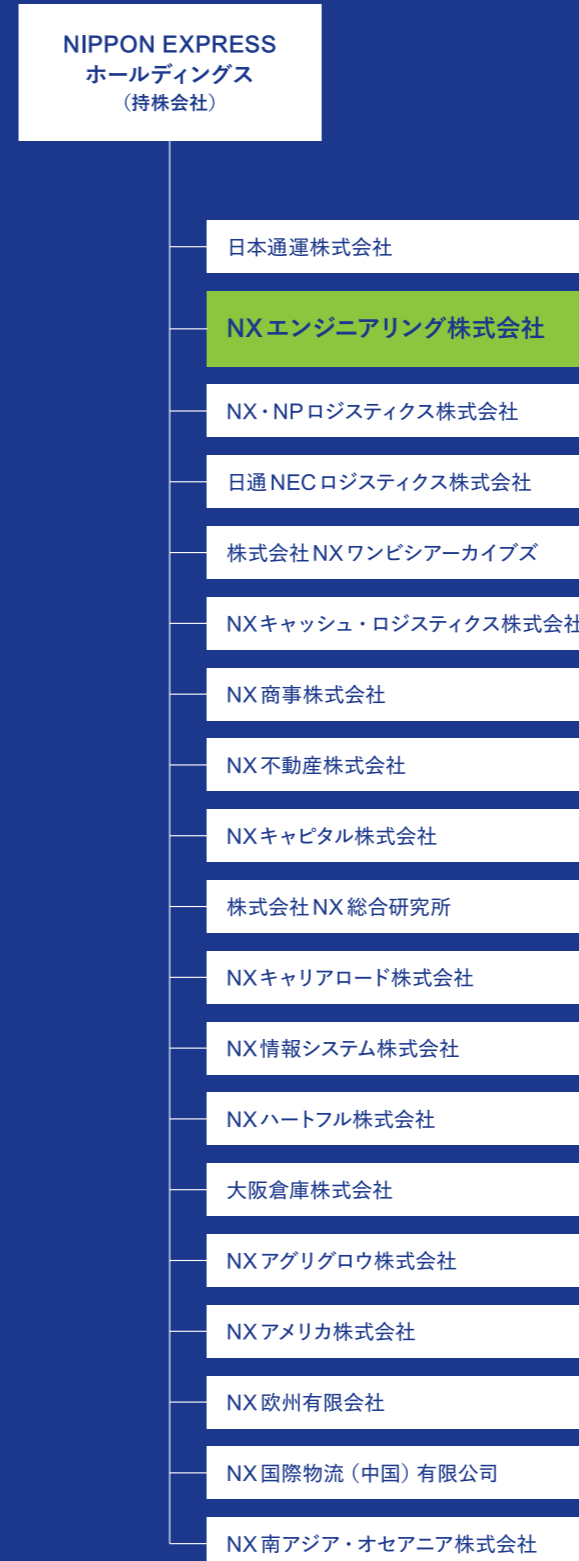 NIPPON EXPRESS
ホールディングス
（持株会社）
日本通運株式会社
NXエンジニアリング株式会社
NX・NPロジスティクス株式会社
日通NECロジスティクス株式会社
株式会社NXワンビシアーカイブズ
NXキャッシュ・ロジスティクス株式会社
NX商事株式会社
NX不動産株式会社
NXキャピタル株式会社
株式会社NX総合研究所
NXキャリアロード株式会社
NX情報システム株式会社
NXハートフル株式会社
大阪倉庫株式会社
NXアグリグロウ株式会社
NXアメリカ株式会社
NX欧州有限会社
NX国際物流（中国）有限公司
NX南アジア・オセアニア株式会社